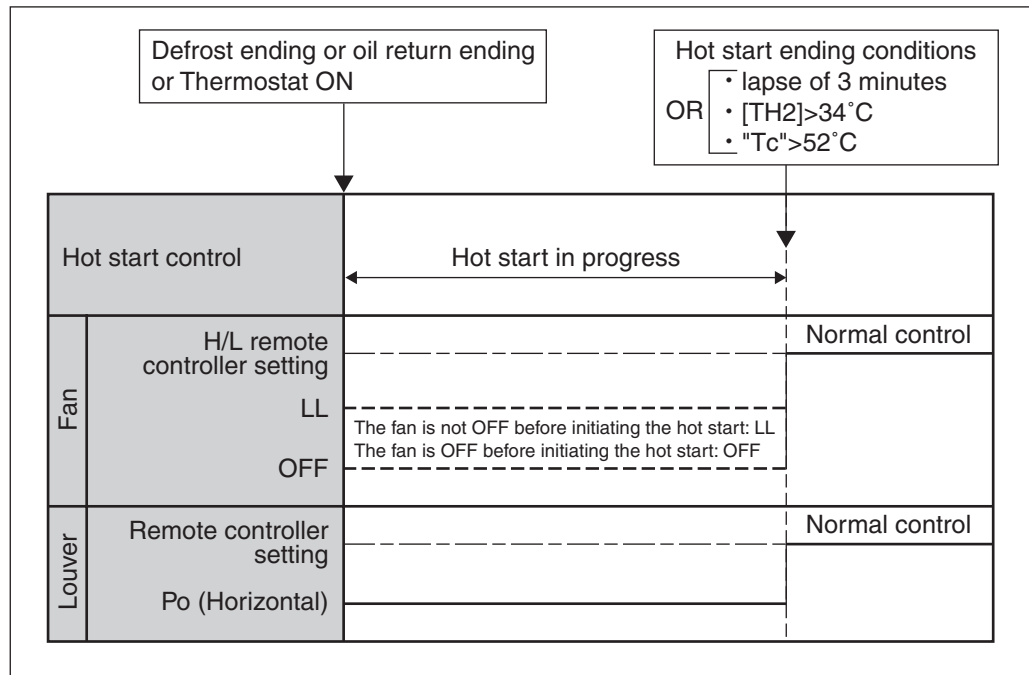 Defrost ending or oil return ending
or Thermostat ON
Hot start ending conditions
OR
・lapse of 3 minutes
・[TH2]>34˚C
・"Tc">52˚C
Hot start control
Hot start in progress
Fan
H/L remote
controller setting
Normal control
LL
The fan is not OFF before initiating the hot start: LL
The fan is OFF before initiating the hot start: OFF
OFF
Louver
Remote controller
setting
Normal control
Po (Horizontal)